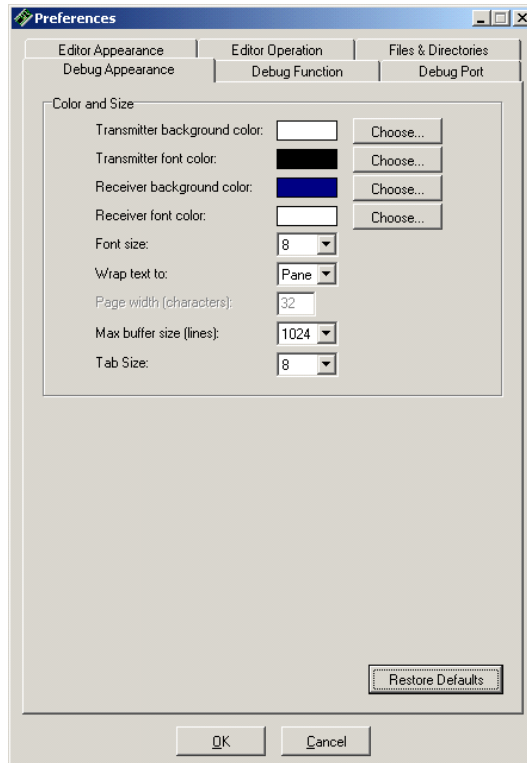 Preferences
Editor Appearance Editor Operation Files & Directories
Debug Appearance Debug Function Debug Port
Color and Size
Transmitter background color: Choose...
Transmitter font color: Choose...
Receiver background color: Choose...
Receiver font color: Choose...
Font size: 8
Wrap text to: Pane
Page width (characters): 32
Max buffer size (lines): 1024
Tab Size: 8
Restore Defaults
OK Cancel